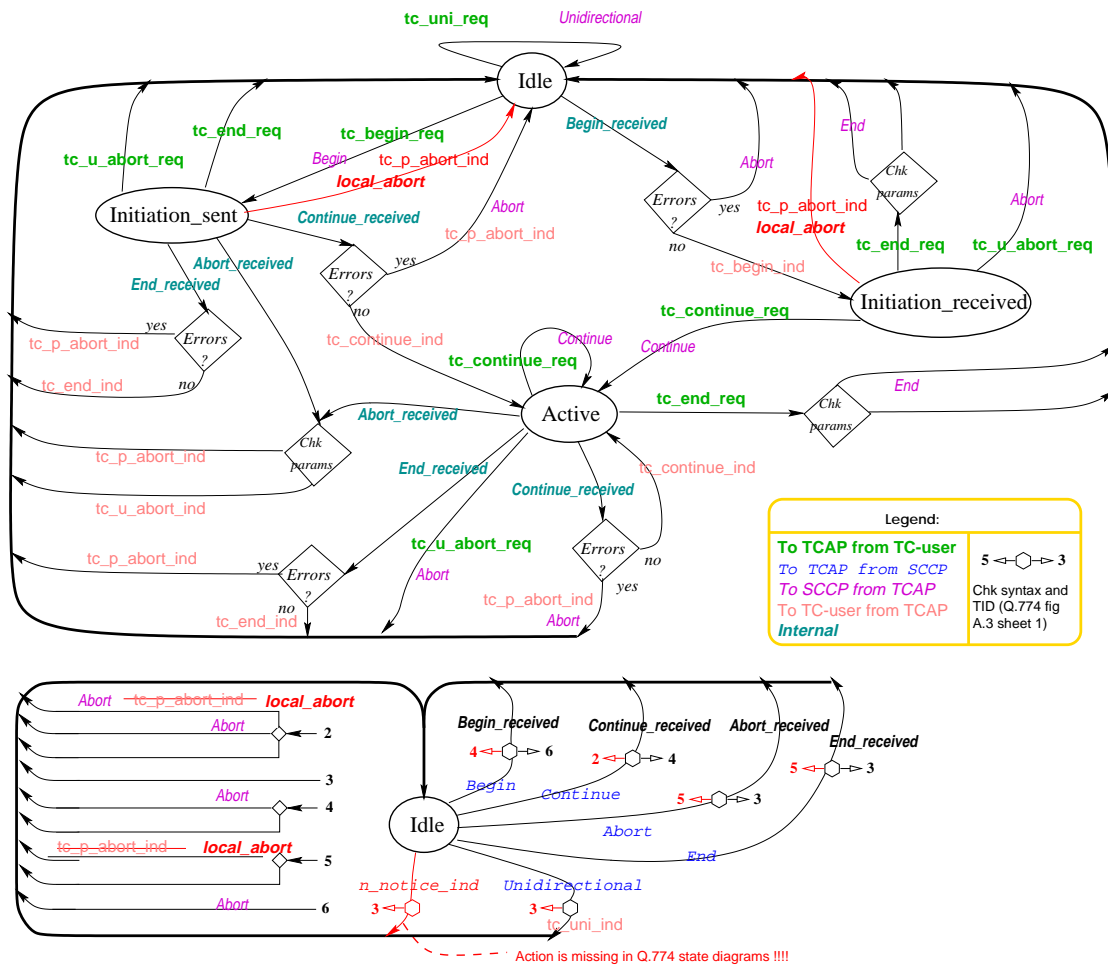 tc_uni_req
Unidirectional
Idle
tc_end_req
tc_begin_req
Begin_received
End
tc_u_abort_req
Begin
tc_p_abort_ind
Abort
Chk
params
local_abort
Initiation_sent
Continue_received
Abort
Errors
?
yes
no
tc_p_abort_ind
local_abort
Abort
tc_p_abort_ind
tc_end_req
tc_u_abort_req
Abort_received
End_received
Errors
?
yes
no
tc_begin_ind
Initiation_received
yes
Errors
?
no
tc_p_abort_ind
tc_end_ind
tc_continue_ind
tc_continue_req
Continue
tc_continue_req
Continue
End
Active
tc_end_req
Chk
params
Abort_received
Chk
params
tc_p_abort_ind
tc_u_abort_ind
End_received
Continue_received
tc_continue_ind
tc_p_abort_ind
yes
Errors
?
no
tc_end_ind
tc_u_abort_req
Abort
Errors
?
no
yes
tc_p_abort_ind
Abort
Legend:
To TCAP from TC-user
To TCAP from SCCP
To SCCP from TCAP
To TC-user from TCAP
Internal
5 3
Chk syntax and
TID (Q.774 fig
A.3 sheet 1)
Abort tc_p_abort_ind local_abort
Abort
2
3
Abort
4
tc_p_abort_ind local_abort
5
Abort
6
Begin_received
4 6
Begin
Continue_received
2 4
Continue
Abort_received
5 3
Abort
End_received
5 3
End
Idle
n_notice_ind
3
Unidirectional
3
tc_uni_ind
Action is missing in Q.774 state diagrams !!!!